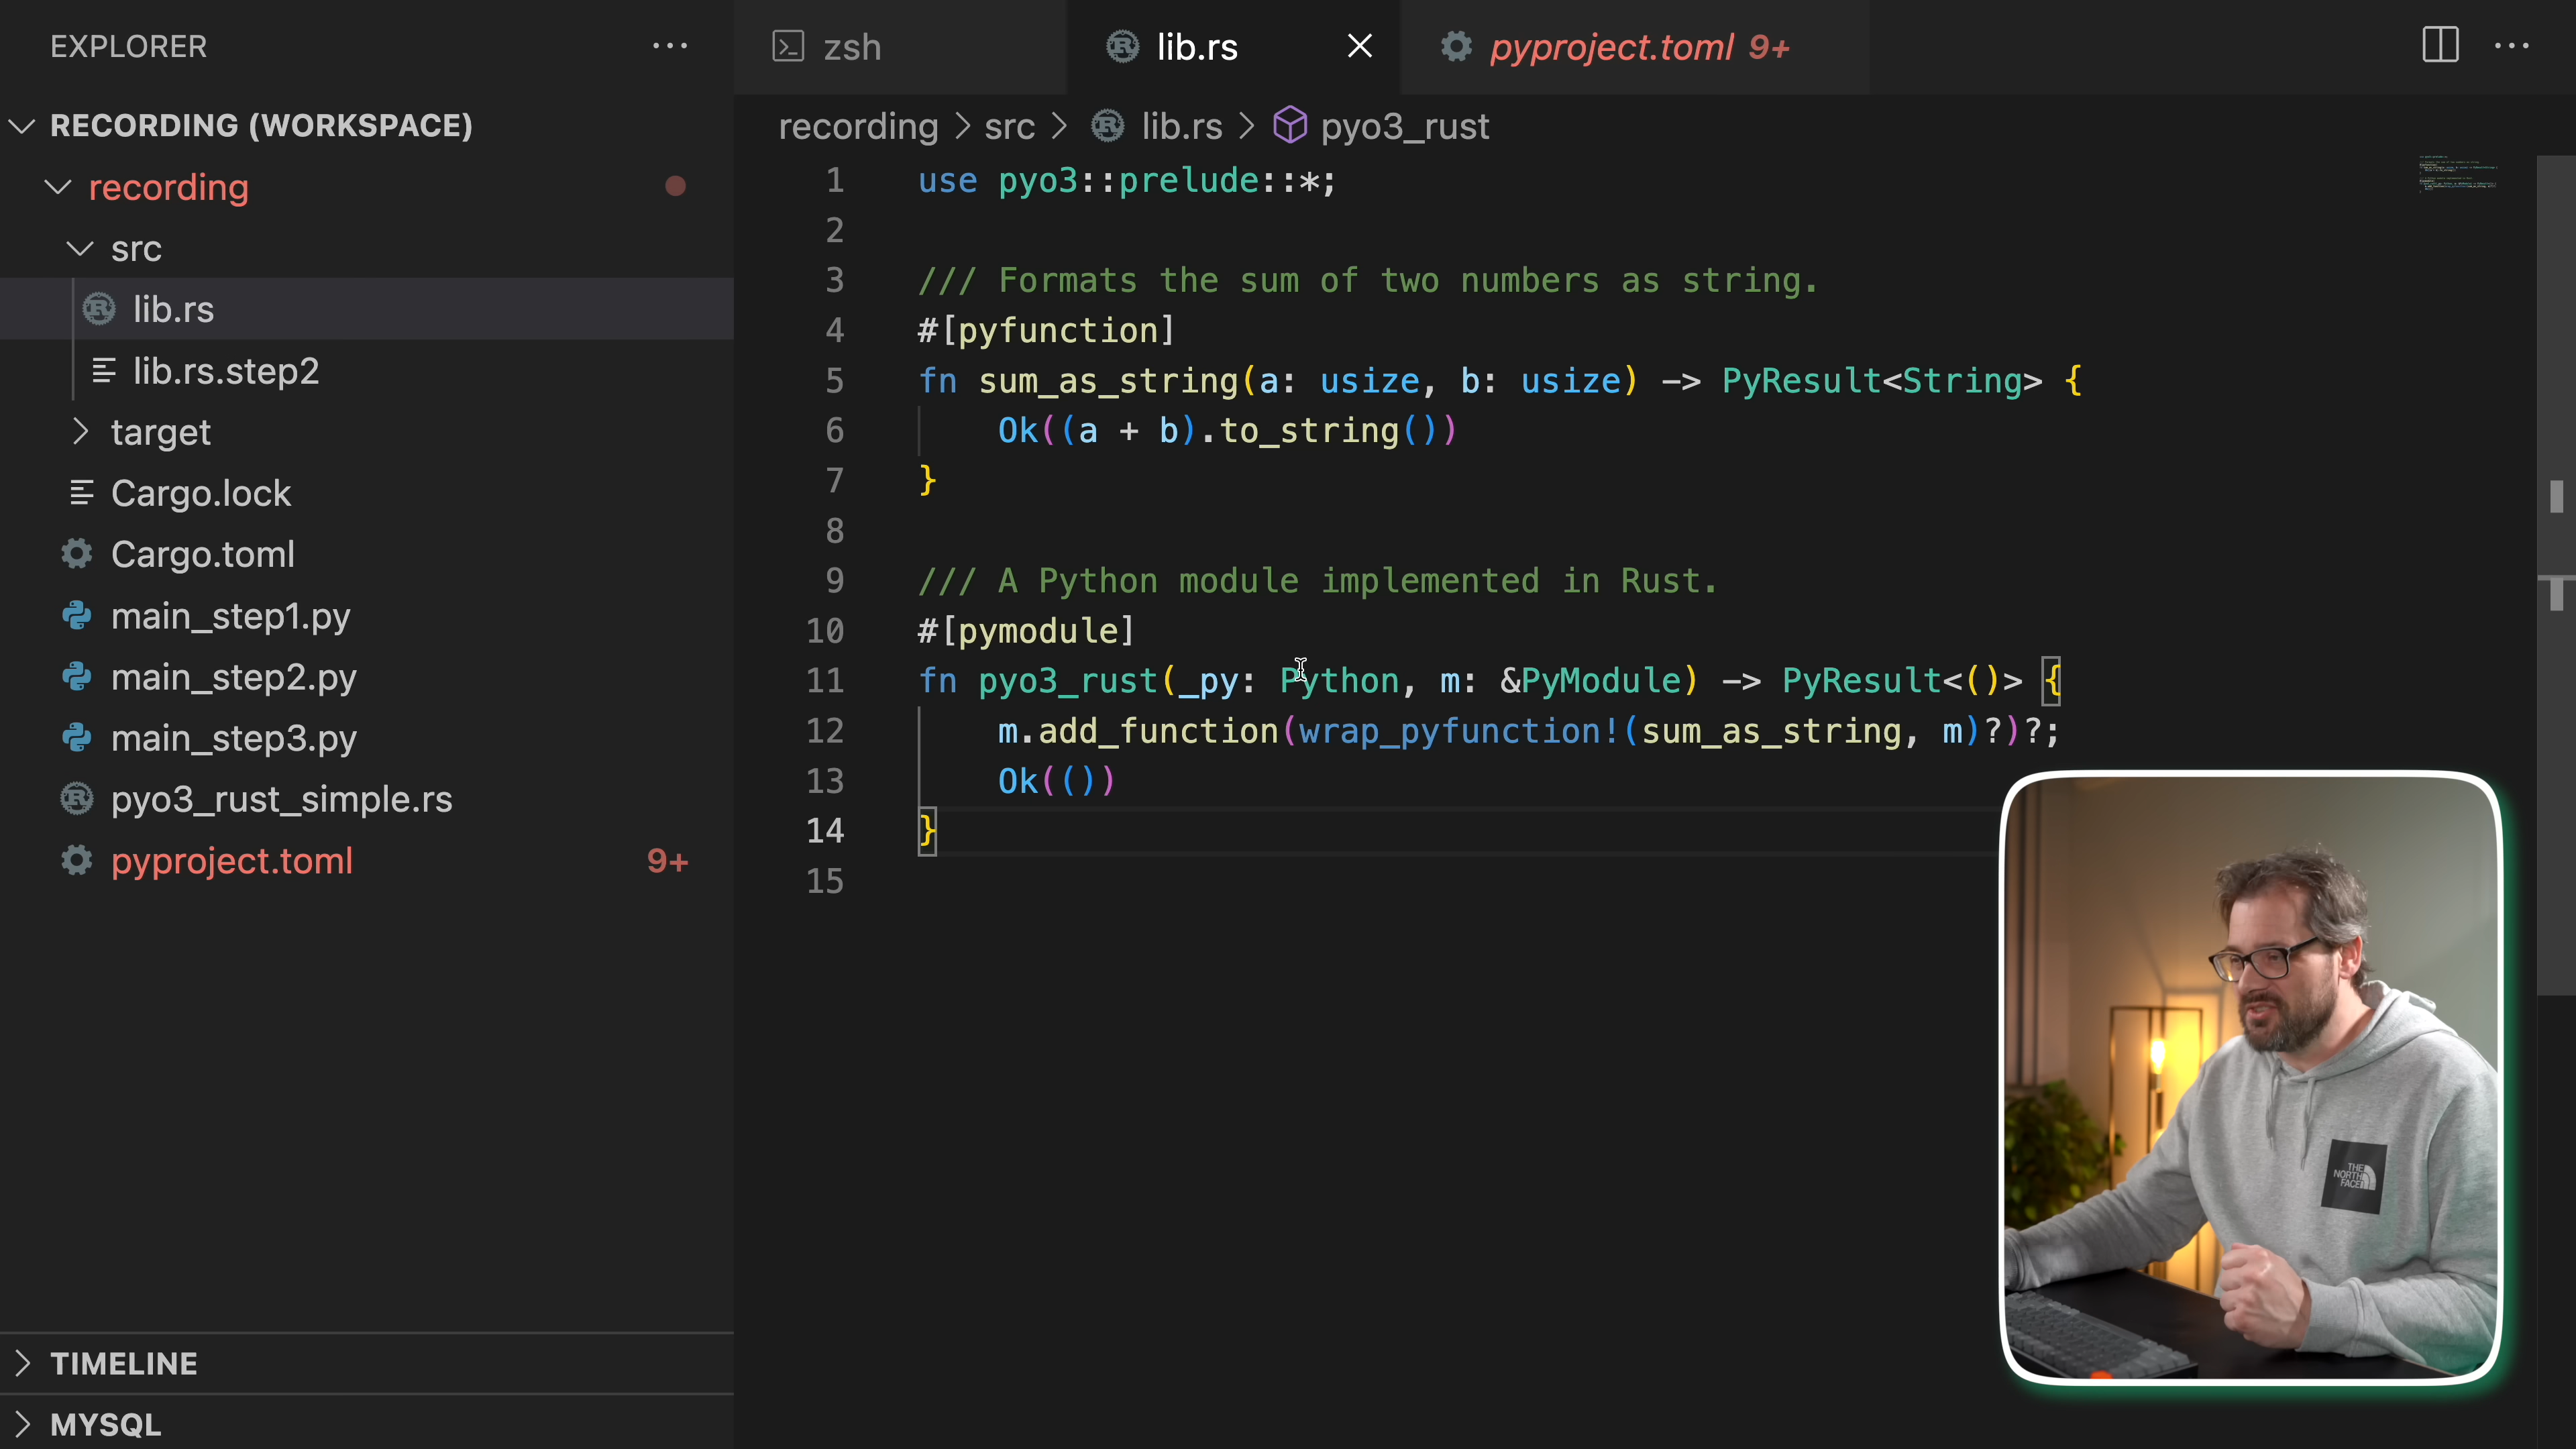 EXPLORER
RECORDING (WORKSPACE)
recording
src
lib.rs
lib.rs.step2
target
Cargo.lock
Cargo.toml
main_step1.py
main_step2.py
main_step3.py
pyo3_rust_simple.rs
pyproject.toml 9+
TIMELINE
MYSQL
zsh
lib.rs
pyproject.toml 9+
recording > src > lib.rs > pyo3_rust
1 use pyo3::prelude::*;
2
3 /// Formats the sum of two numbers as string.
4 #[pyfunction]
5 fn sum_as_string(a: usize, b: usize) -> PyResult<String> {
6 Ok((a + b).to_string())
7 }
8
9 /// A Python module implemented in Rust.
10 #[pymodule]
11 fn pyo3_rust(_py: Python, m: &PyModule) -> PyResult<()> {
12 m.add_function(wrap_pyfunction!(sum_as_string, m)?)?;
13 Ok(())
14 }
15
THE
NORTH
FACE